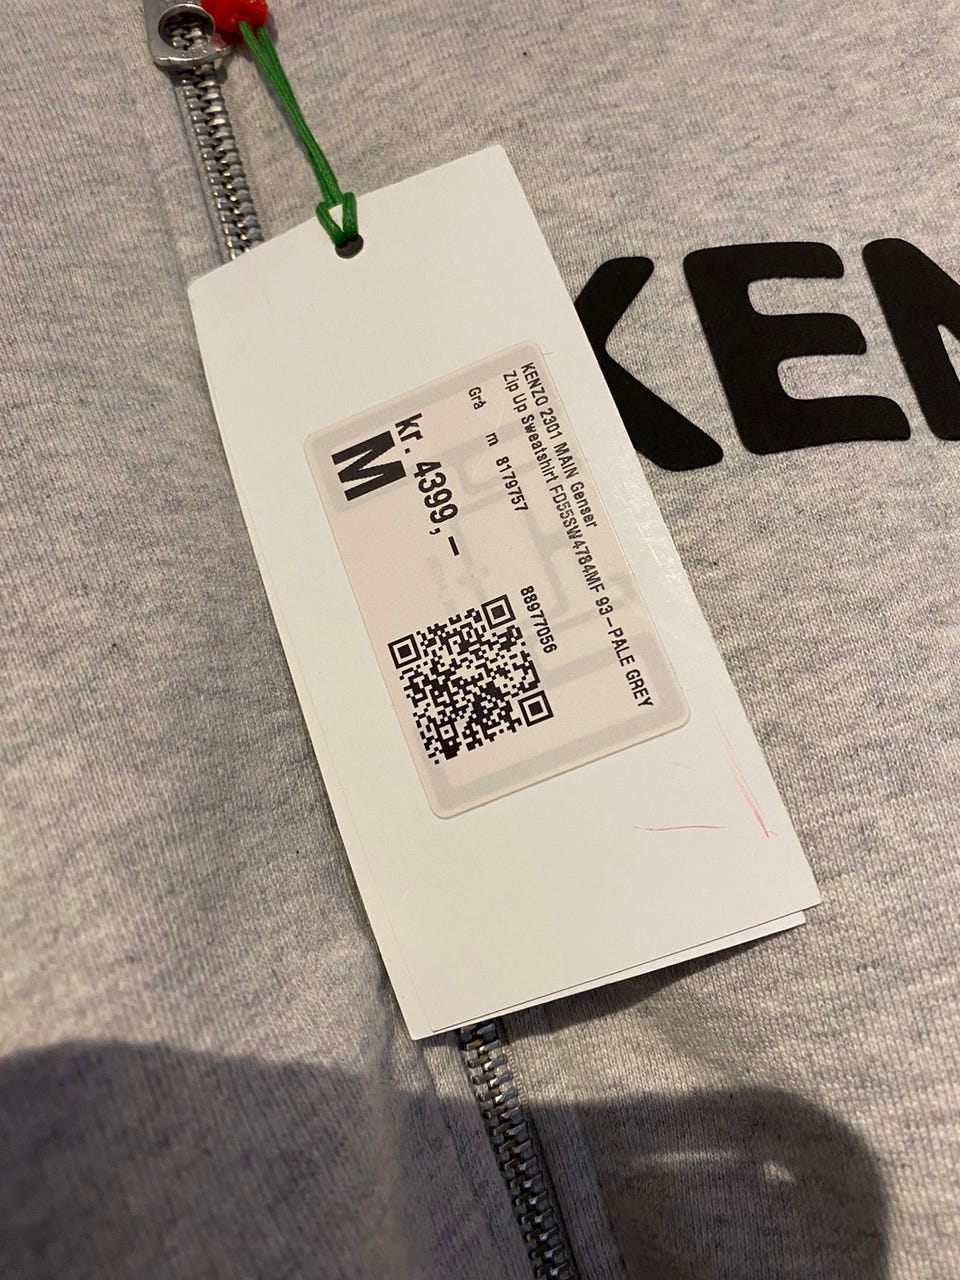 KENZO 2301 MAIN Genser
Zip Up Sweatshirt FD55SW4784MF 93-PALE GREY
Grå m 8179757 88977056
kr. 4399,-
M
KEN